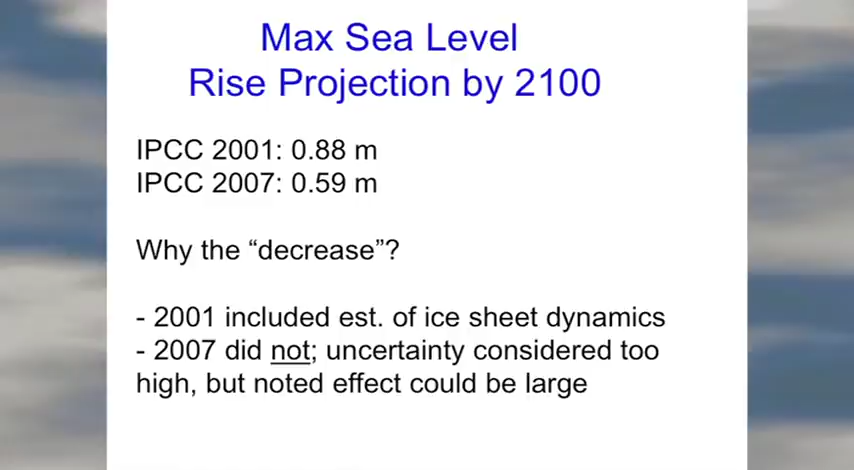 Max Sea Level
Rise Projection by 2100
IPCC 2001: 0.88 m
IPCC 2007: 0.59 m
Why the “decrease”?
- 2001 included est. of ice sheet dynamics
- 2007 did not; uncertainty considered too
high, but noted effect could be large